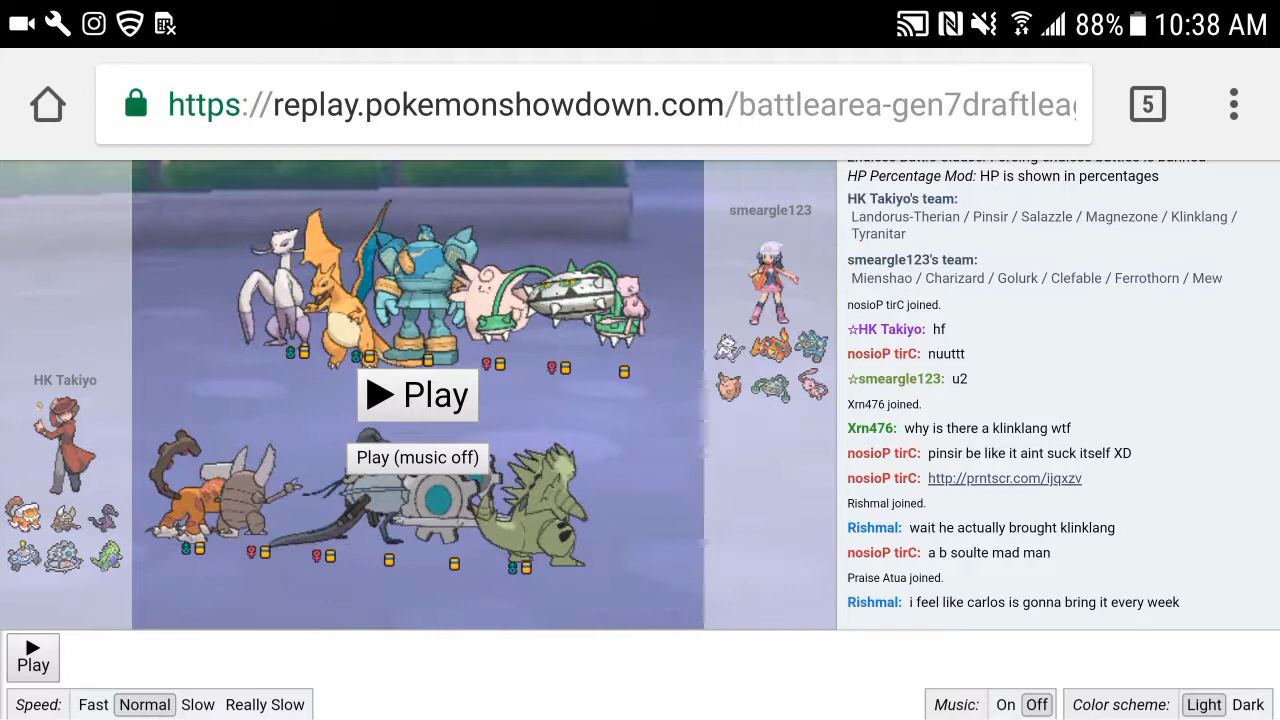 88% 10:38 AM
https://replay.pokemonshowdown.com/battlearea-gen7draftleag
5
HP Percentage Mod: HP is shown in percentages
HK Takiyo's team:
Landorus-Therian / Pinsir / Salazzle / Magnezone / Klinklang /
Tyranitar
smeargle123's team:
Mienshao / Charizard / Golurk / Clefable / Ferrothorn / Mew
nosioP tirC joined.
☆HK Takiyo: hf
nosioP tirC: nuuttt
☆smeargle123: u2
Xrn476 joined.
Xrn476: why is there a klinklang wtf
nosioP tirC: pinsir be like it aint suck itself XD
nosioP tirC: http://prntscr.com/ijqxzv
Rishmal joined.
Rishmal: wait he actually brought klinklang
nosioP tirC: a b soulte mad man
Praise Atua joined.
Rishmal: i feel like carlos is gonna bring it every week
smeargle123
HK Takiyo
Play
Play (music off)
Play
Speed: Fast Normal Slow Really Slow
Music: On Off
Color scheme: Light Dark